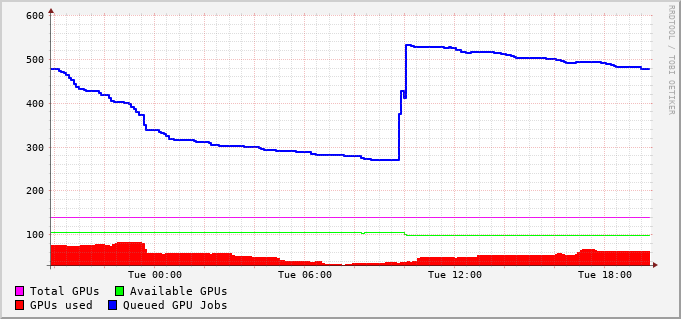 600
500
400
300
200
100
Tue 00:00 Tue 06:00 Tue 12:00 Tue 18:00
Total GPUs Available GPUs
GPUs used Queued GPU Jobs
RRDTOOL / TOBI OETIKER